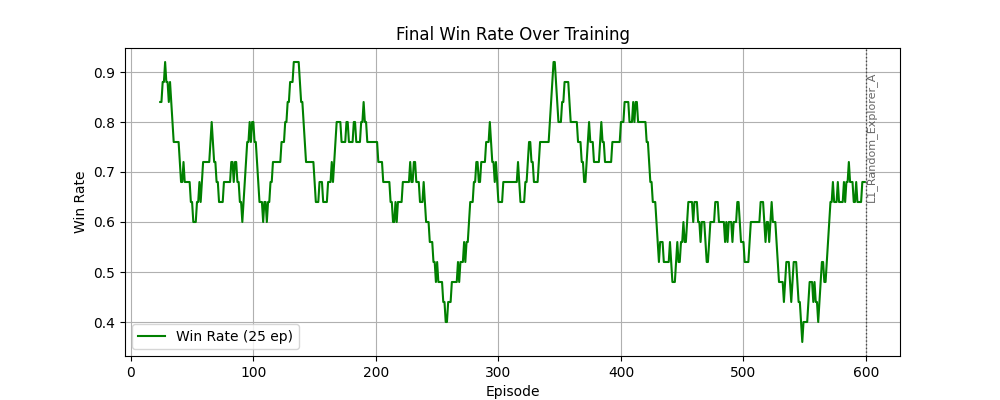 Final Win Rate Over Training
Win Rate
0.9
0.8
0.7
0.6
0.5
0.4
L1_Random_Explorer_A
Win Rate (25 ep)
0
100
200
300
400
500
600
Episode